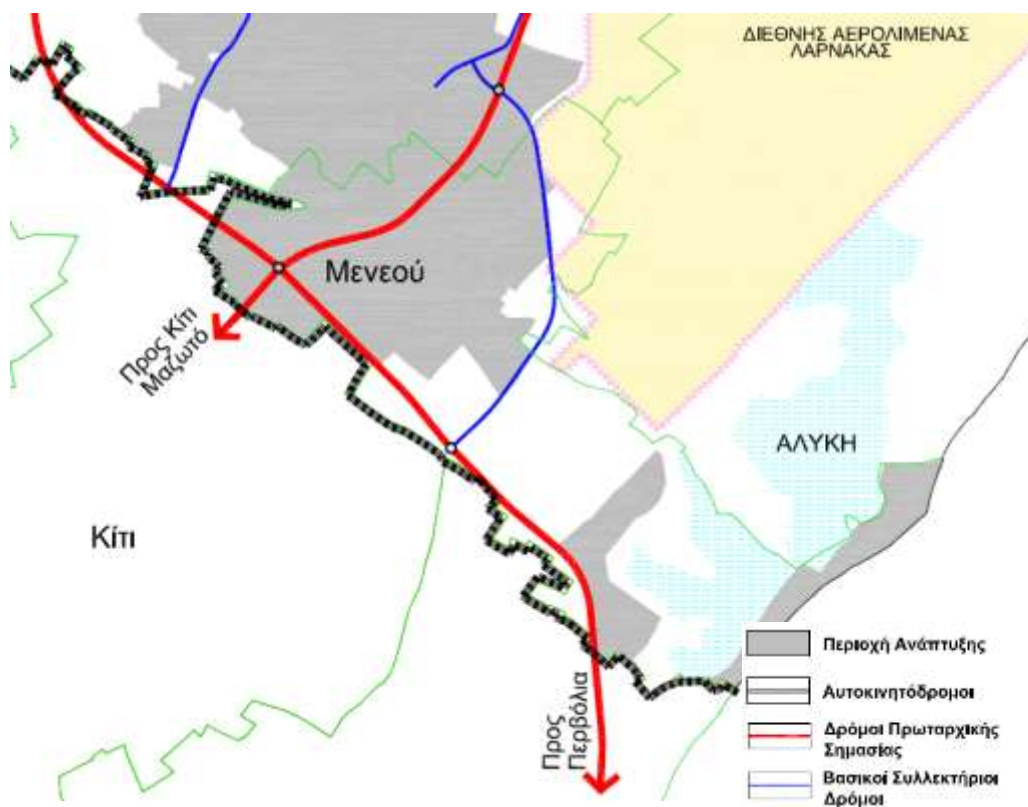 ΔΙΕΘΝΗΣ ΑΕΡΟΛΙΜΕΝΑΣ
ΛΑΡΝΑΚΑΣ
Μενεού
Προς Κίτι
Μαζωτό
ΑΛΥΚΗ
Κίτι
Προς
Περβόλια
Περιοχή Ανάπτυξης
Αυτοκινητόδρομοι
Δρόμοι Πρωταρχικής
Σημασίας
Βασικοί Συλλεκτήριοι
Δρόμοι